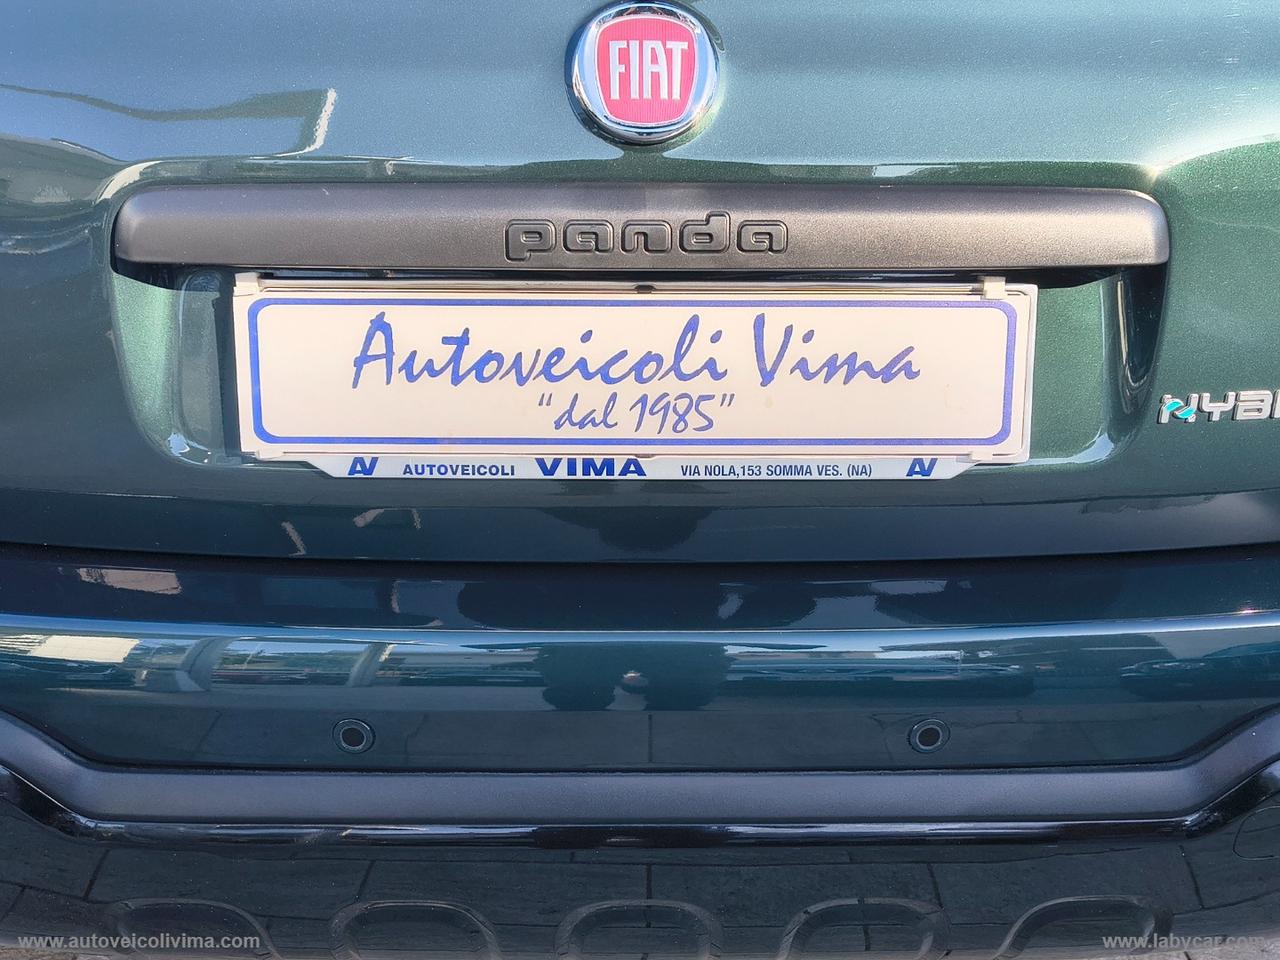 FIAT
panda
Autoveicoli Vima
"dal 1985"
HYB
AV AUTOVEICOLI VIMA VIA NOLA,153 SOMMA VES. (NA) AV
www.autoveicolivima.com
www.labycar.com